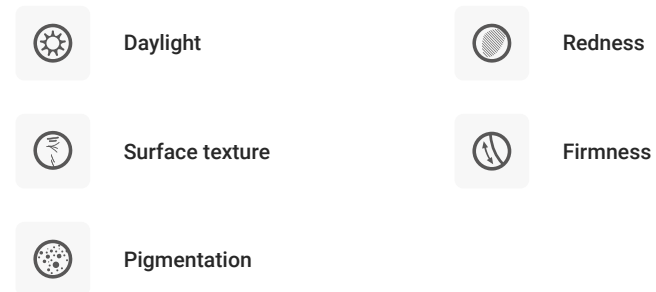 Daylight
Redness
Surface texture
Firmness
Pigmentation